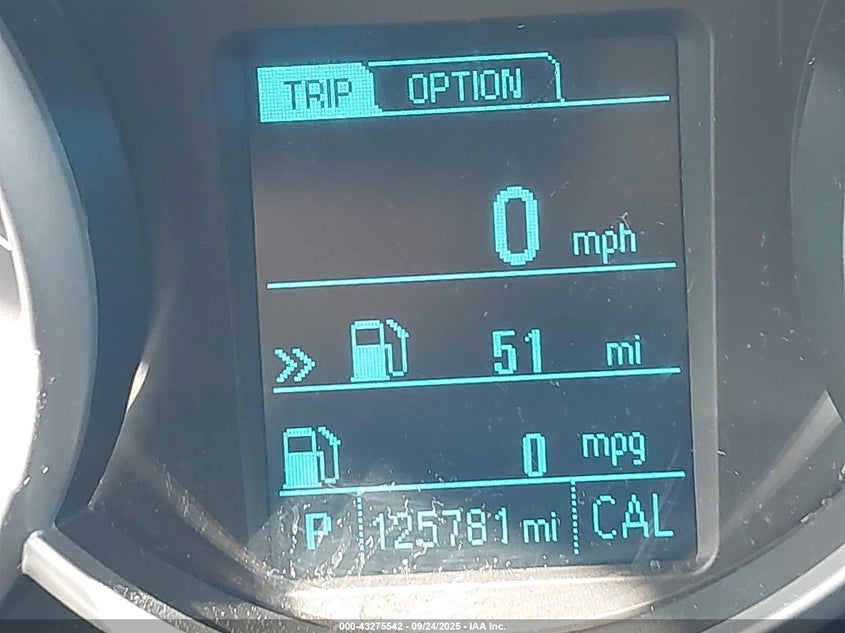 TRIP OPTION
0 mph
» 51 mi
0 mpg
P 125781 mi CAL
000-43275542 - 09/24/2025 - IAA Inc.